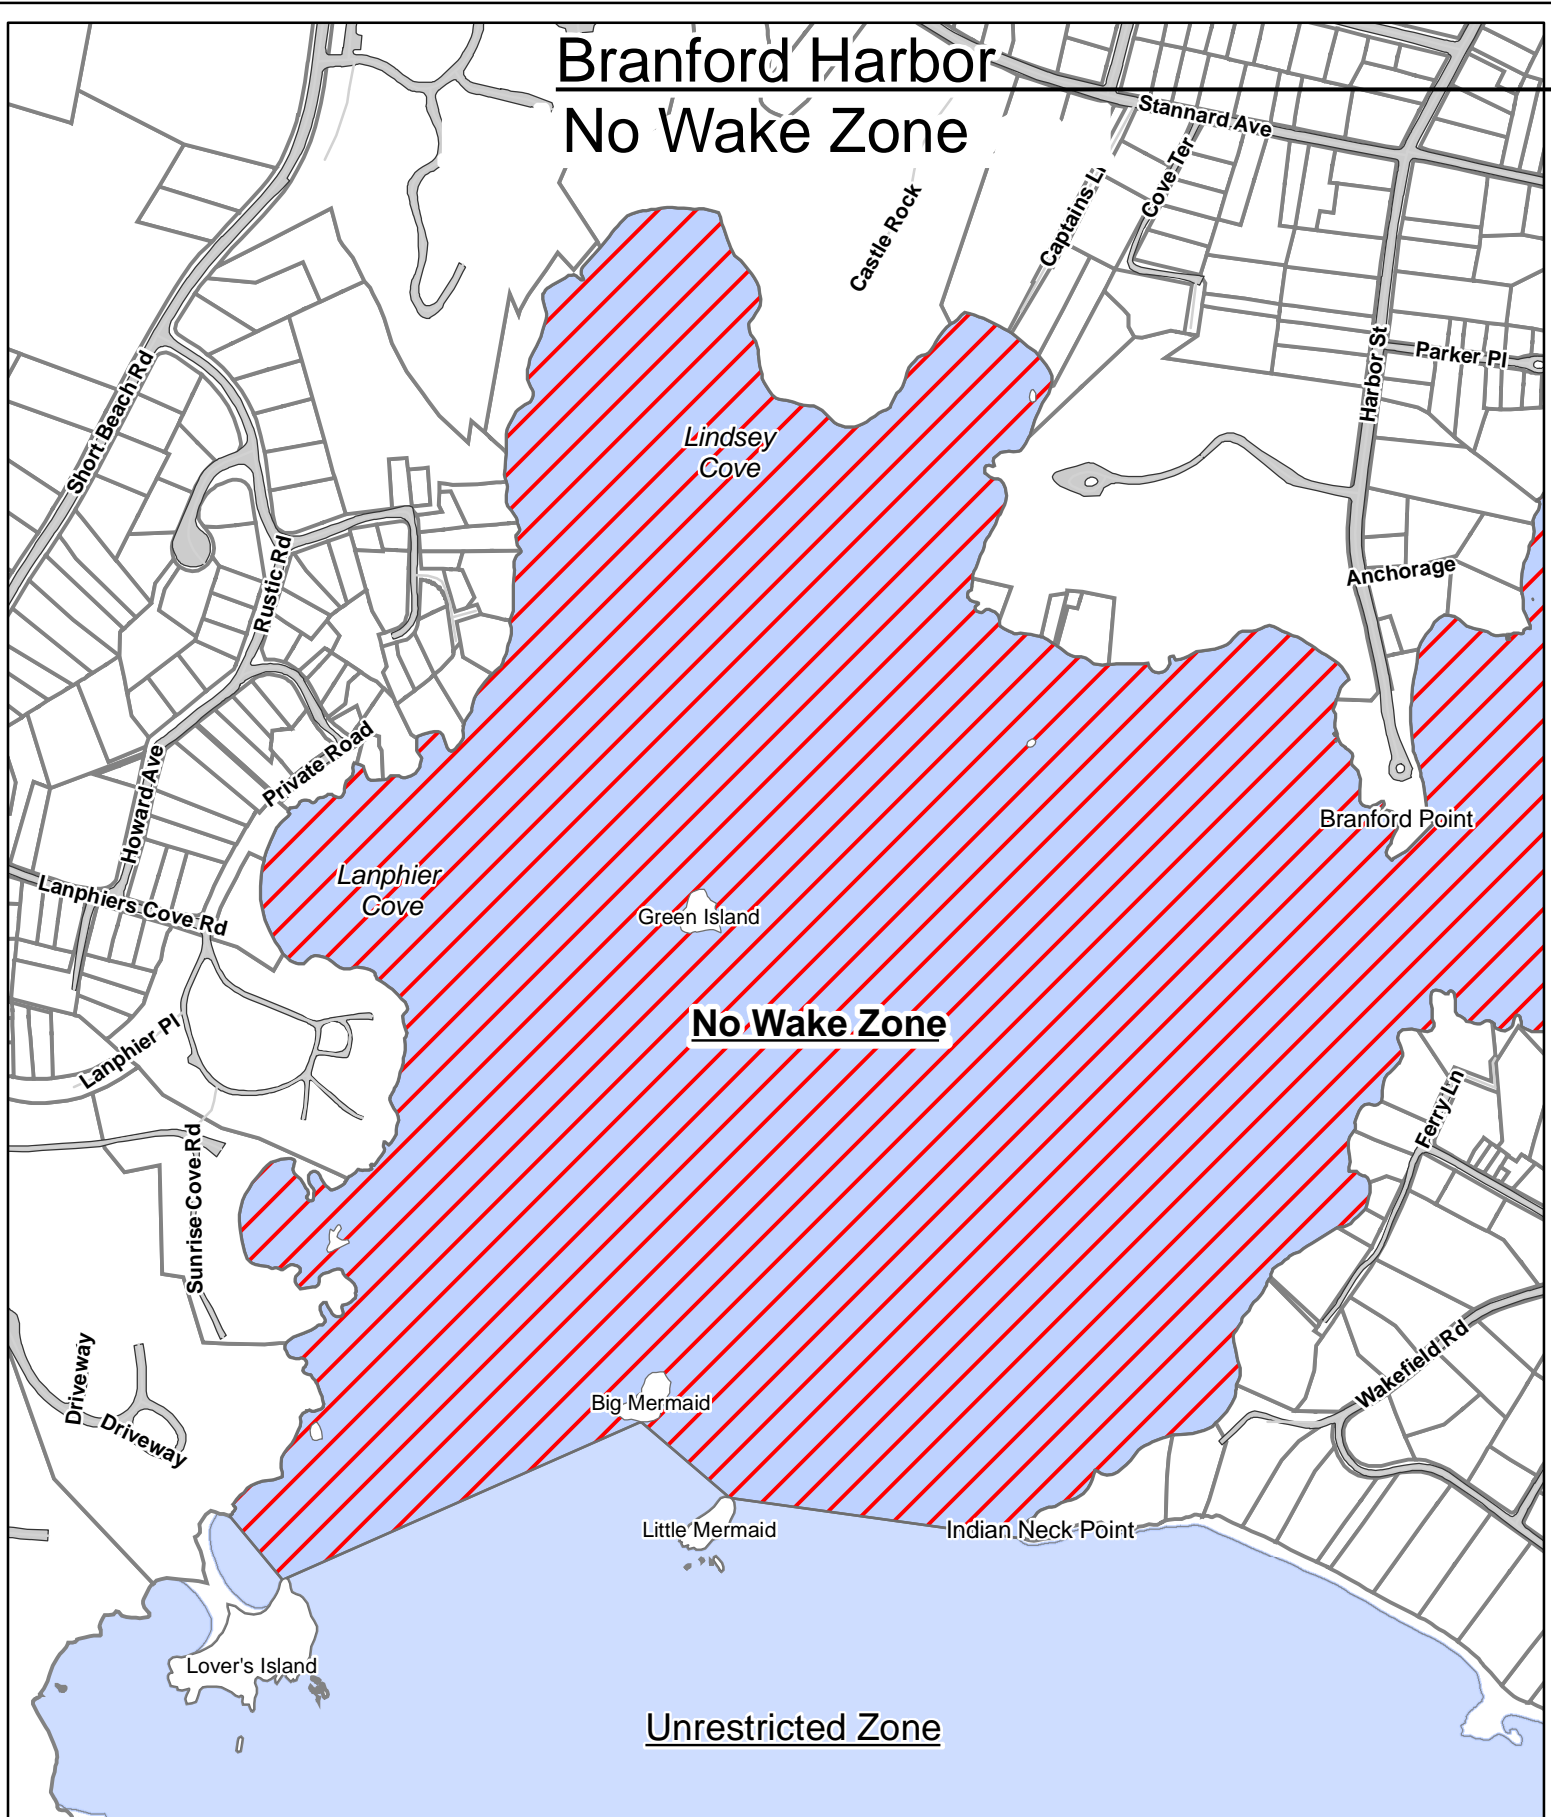 Branford Harbor
No Wake Zone
Stannard Ave
Cove Ter
Captains L
Castle Rock
Harbor St
Parker Pl
Short Beach Rd
Lindsey
Cove
Rustic Rd
Anchorage
Private Road
Howard Ave
Branford Point
Lanphier
Cove
Lanphiers Cove Rd
Green Island
No Wake Zone
Lanphier Pl
Ferry Ln
Sunrise Cove Rd
Wakefield Rd
Driveway
Driveway
Big Mermaid
Little Mermaid
Indian Neck Point
Lover's Island
Unrestricted Zone